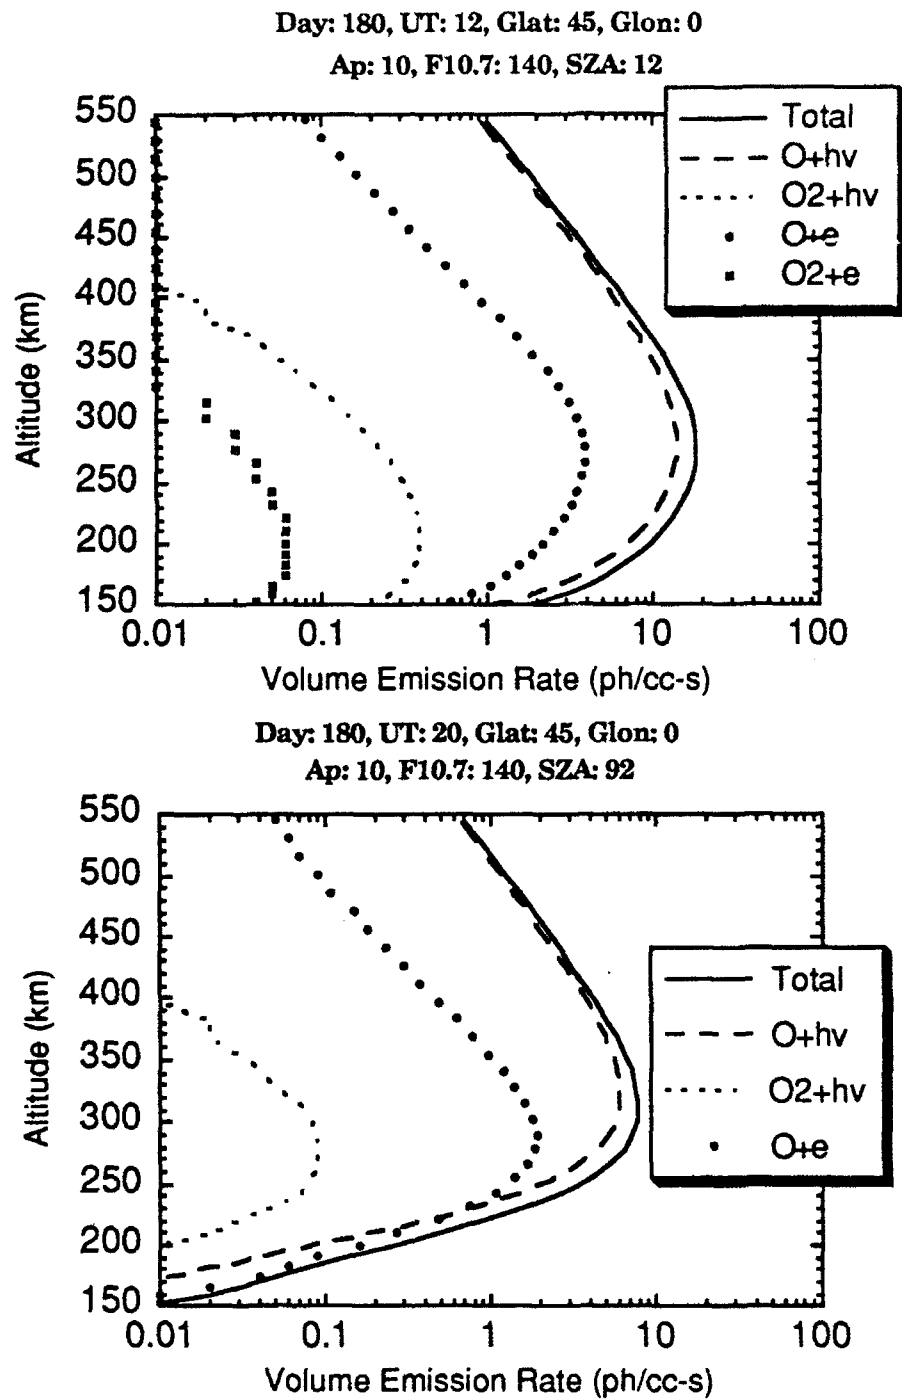 Day: 180, UT: 12, Glat: 45, Glon: 0
Ap: 10, F10.7: 140, SZA: 12
Total
O+hv
O2+hv
O+e
O2+e
550
500
450
400
350
300
250
200
150
Altitude (km)
0.01 0.1 1 10 100
Volume Emission Rate (ph/cc-s)
Day: 180, UT: 20, Glat: 45, Glon: 0
Ap: 10, F10.7: 140, SZA: 92
Total
O+hv
O2+hv
O+e
550
500
450
400
350
300
250
200
150
Altitude (km)
0.01 0.1 1 10 100
Volume Emission Rate (ph/cc-s)